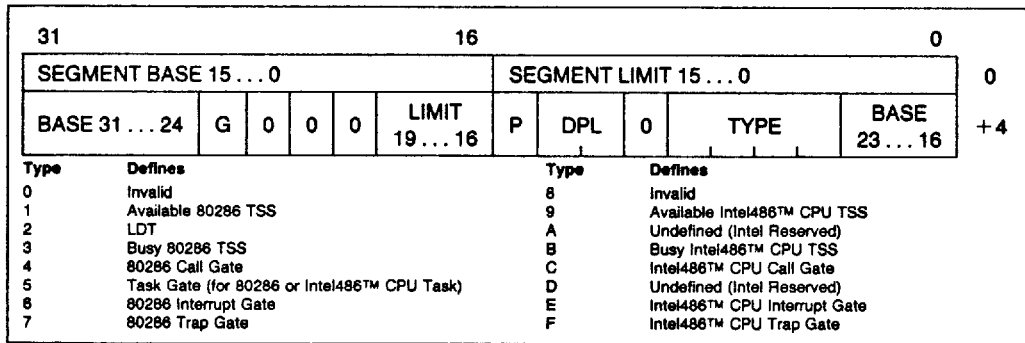 31 16 0
SEGMENT BASE 15 . . . 0 SEGMENT LIMIT 15 . . . 0 0
BASE 31 . . . 24 G 0 0 0 LIMIT 19 . . . 16 P DPL 0 TYPE BASE 23 . . . 16 +4
Type Defines Type Defines
0 Invalid 8 Invalid
1 Available 80286 TSS 9 Available Intel486™ CPU TSS
2 LDT A Undefined (Intel Reserved)
3 Busy 80286 TSS B Busy Intel486™ CPU TSS
4 80286 Call Gate C Intel486™ CPU Call Gate
5 Task Gate (for 80286 or Intel486™ CPU Task) D Undefined (Intel Reserved)
6 80286 Interrupt Gate E Intel486™ CPU Interrupt Gate
7 80286 Trap Gate F Intel486™ CPU Trap Gate